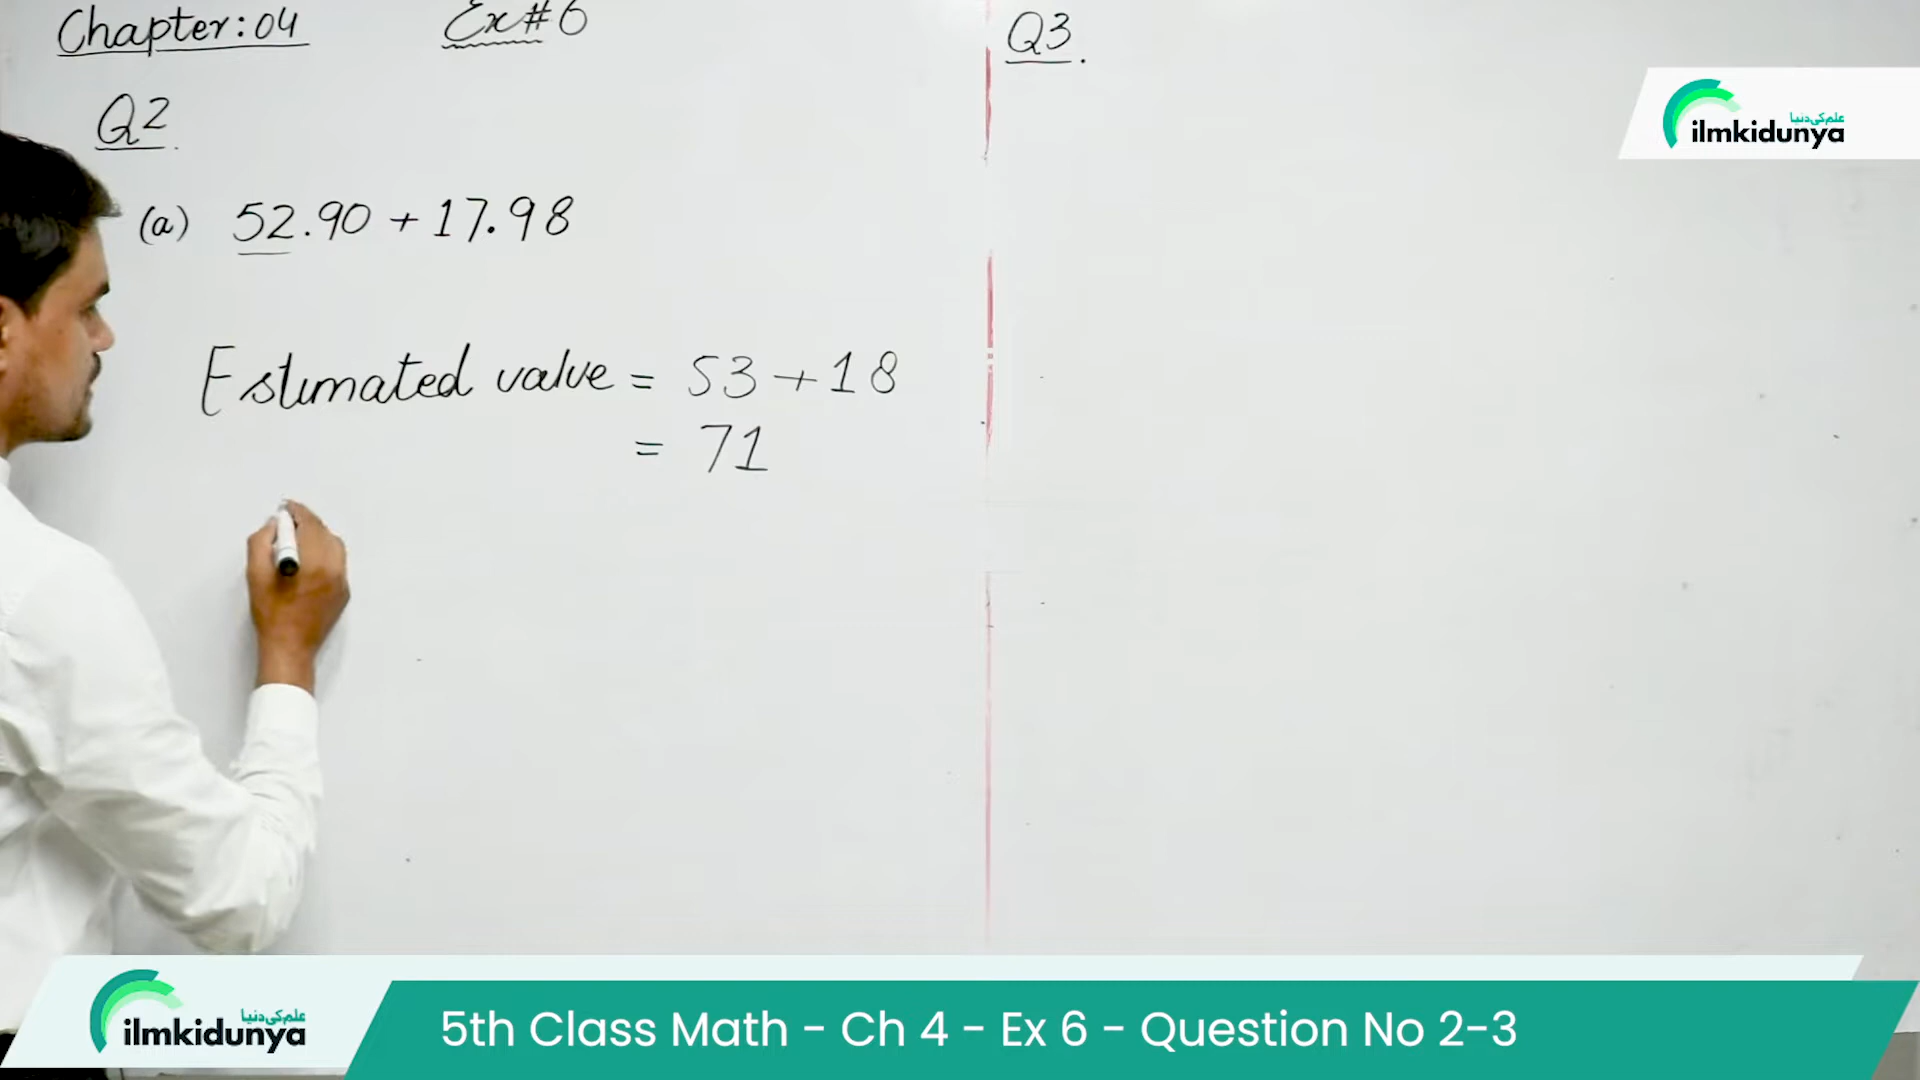 Chapter: 04
Ex#6
Q2.
(a) 52.90 + 17.98
Estimated value = 53 + 18
= 71
Q3.
علم کی دنیا
ilmkidunya
علم کی دنیا
ilmkidunya
5th Class Math - Ch 4 - Ex 6 - Question No 2-3